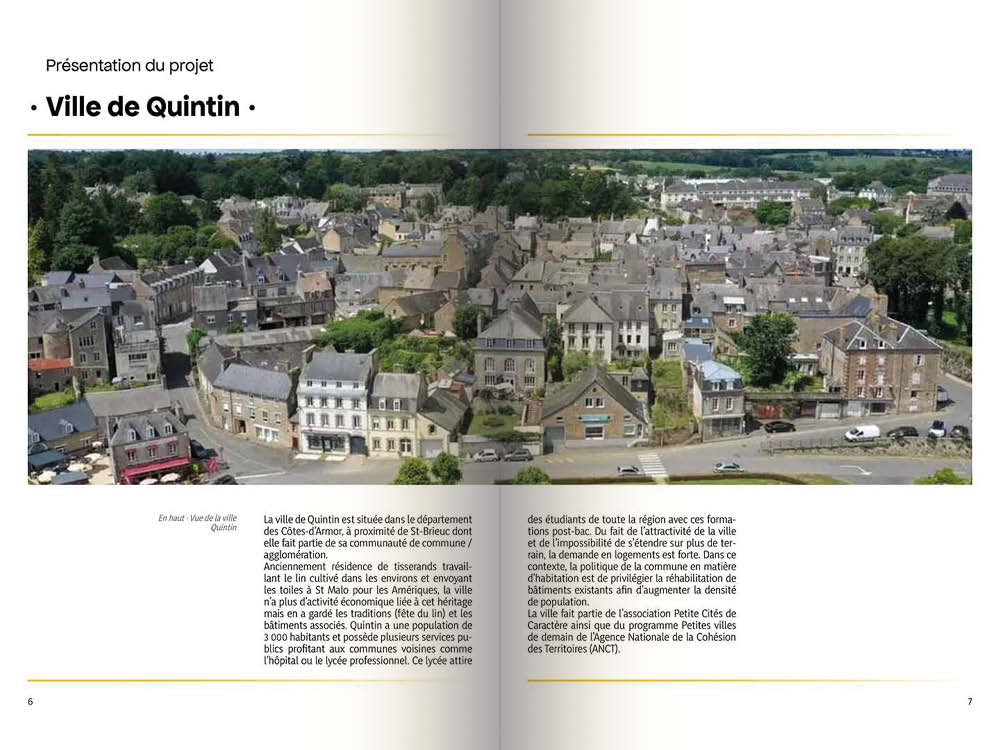 Présentation du projet
· Ville de Quintin ·
En haut - Vue de la ville
Quintin
La ville de Quintin est située dans le département
des Côtes-d'Armor, à proximité de St-Brieuc dont
elle fait partie de sa communauté de commune /
agglomération.
Anciennement résidence de tisserands travail-
lant le lin cultivé dans les environs et envoyant
les toiles à St Malo pour les Amériques, la ville
n'a plus d'activité économique liée à cet héritage
mais en a gardé les traditions (fête du lin) et les
bâtiments associés. Quintin a une population de
3 000 habitants et possède plusieurs services pu-
blics profitant aux communes voisines comme
l'hôpital ou le lycée professionnel. Ce lycée attire
des étudiants de toute la région avec ces forma-
tions post-bac. Du fait de l'attractivité de la ville
et de l'impossibilité de s'étendre sur plus de ter-
rain, la demande en logements est forte. Dans ce
contexte, la politique de la commune en matière
d'habitation est de privilégier la réhabilitation de
bâtiments existants afin d'augmenter la densité
de population.
La ville fait partie de l'association Petite Cités de
Caractère ainsi que du programme Petites villes
de demain de l'Agence Nationale de la Cohésion
des Territoires (ANCT).
6
7